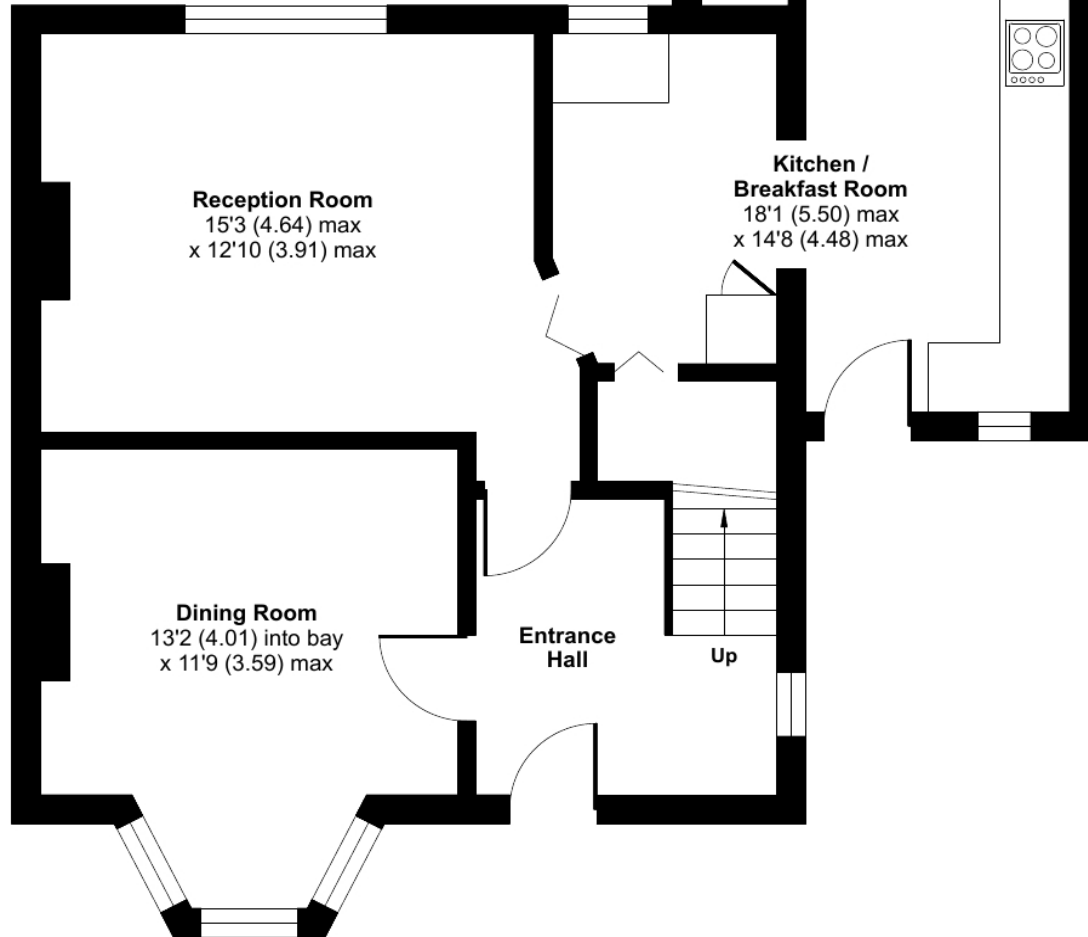 Reception Room
15'3 (4.64) max
x 12'10 (3.91) max
Kitchen /
Breakfast Room
18'1 (5.50) max
x 14'8 (4.48) max
Dining Room
13'2 (4.01) into bay
x 11'9 (3.59) max
Entrance
Hall
Up